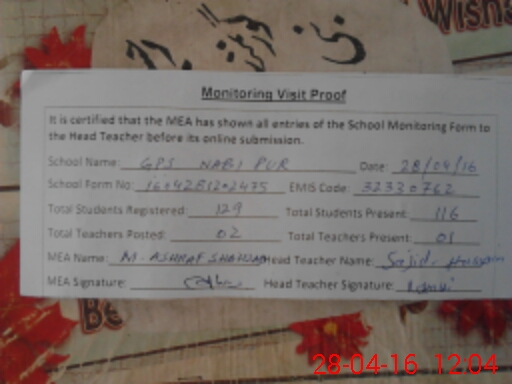 Wishes
Monitoring Visit Proof
It is certified that the MEA has shown all entries of the School Monitoring Form to
the Head Teacher before its online submission.
School Name: GPS NABI PUR Date: 28/04/16
School Form No: EMIS Code: 32330762
Total Students Registered: 129 Total Students Present: 116
Total Teachers Posted: 02 Total Teachers Present: 01
MEA Name: M. ASHRAF Head Teacher Name: Sajid Hussain
MEA Signature: Head Teacher Signature:
Be
28-04-16 12:04